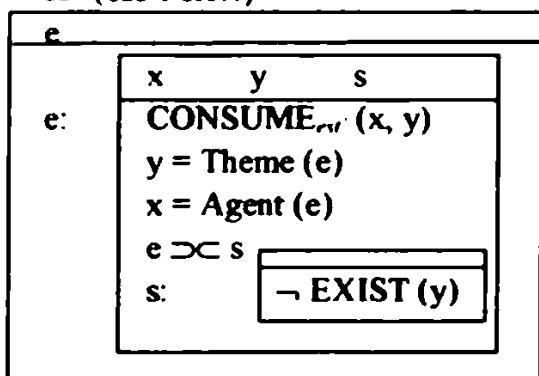 e
x y s
e: CONSUME (x, y)
y = Theme (e)
x = Agent (e)
e ⊃⊂ s
s: ¬ EXIST (y)